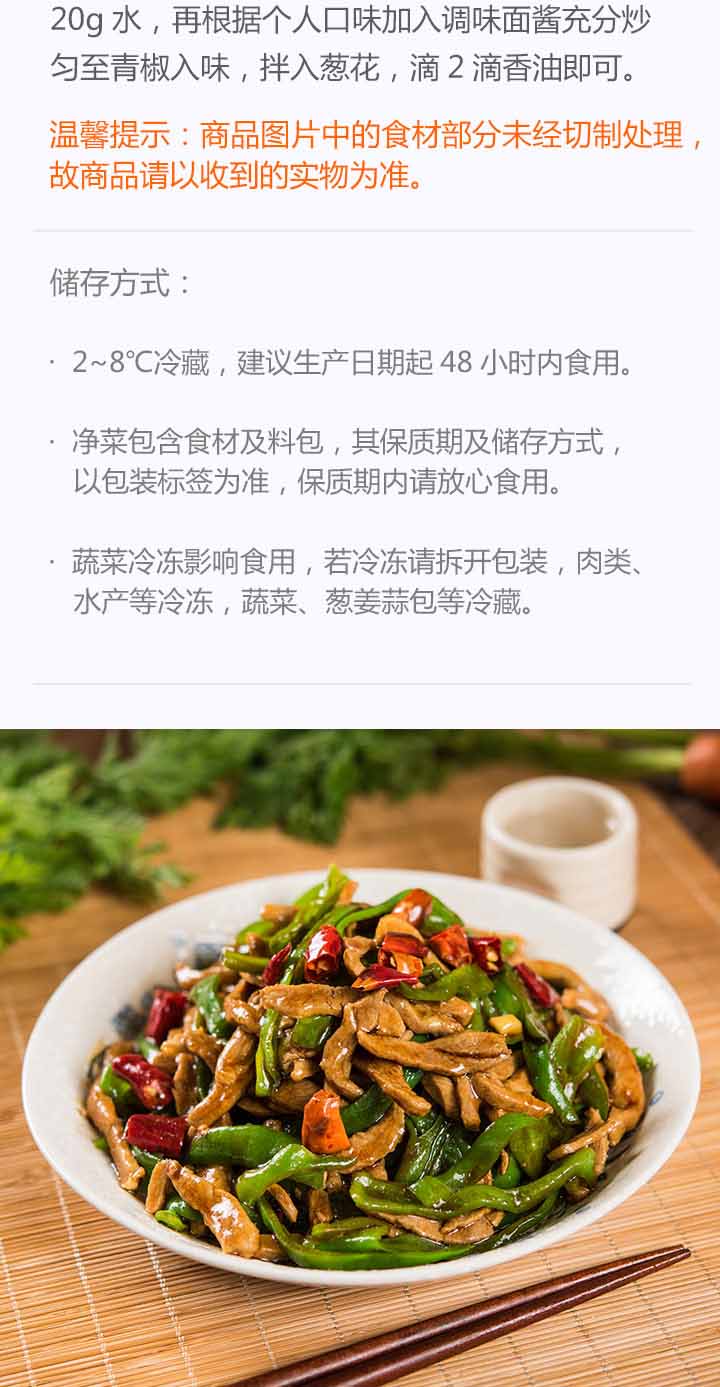 20g 水，再根据个人口味加入调味面酱充分炒
匀至青椒入味，拌入葱花，滴 2 滴香油即可。
温馨提示：商品图片中的食材部分未经切制处理，
故商品请以收到的实物为准。
储存方式：
· 2~8℃冷藏，建议生产日期起 48 小时内食用。
· 净菜包含食材及料包，其保质期及储存方式，
以包装标签为准，保质期内请放心食用。
· 蔬菜冷冻影响食用，若冷冻请拆开包装，肉类、
水产等冷冻，蔬菜、葱姜蒜包等冷藏。